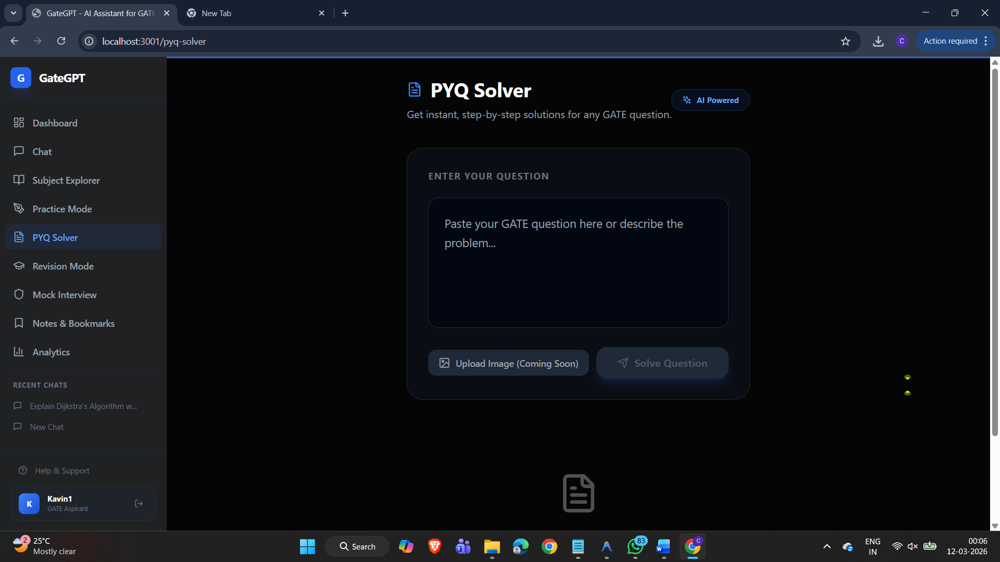 GateGPT - AI Assistant for GATE
New Tab
localhost:3001/pyq-solver
C
Action required
G
GateGPT
Dashboard
Chat
Subject Explorer
Practice Mode
PYQ Solver
Revision Mode
Mock Interview
Notes & Bookmarks
Analytics
RECENT CHATS
Explain Dijkstra's Algorithm w...
New Chat
Help & Support
K
Kavin1
GATE Aspirant
PYQ Solver
Get instant, step-by-step solutions for any GATE question.
AI Powered
ENTER YOUR QUESTION
Paste your GATE question here or describe the
problem...
Upload Image (Coming Soon)
Solve Question
2
25°C
Mostly clear
Search
83
C
ENG
IN
00:06
12-03-2026